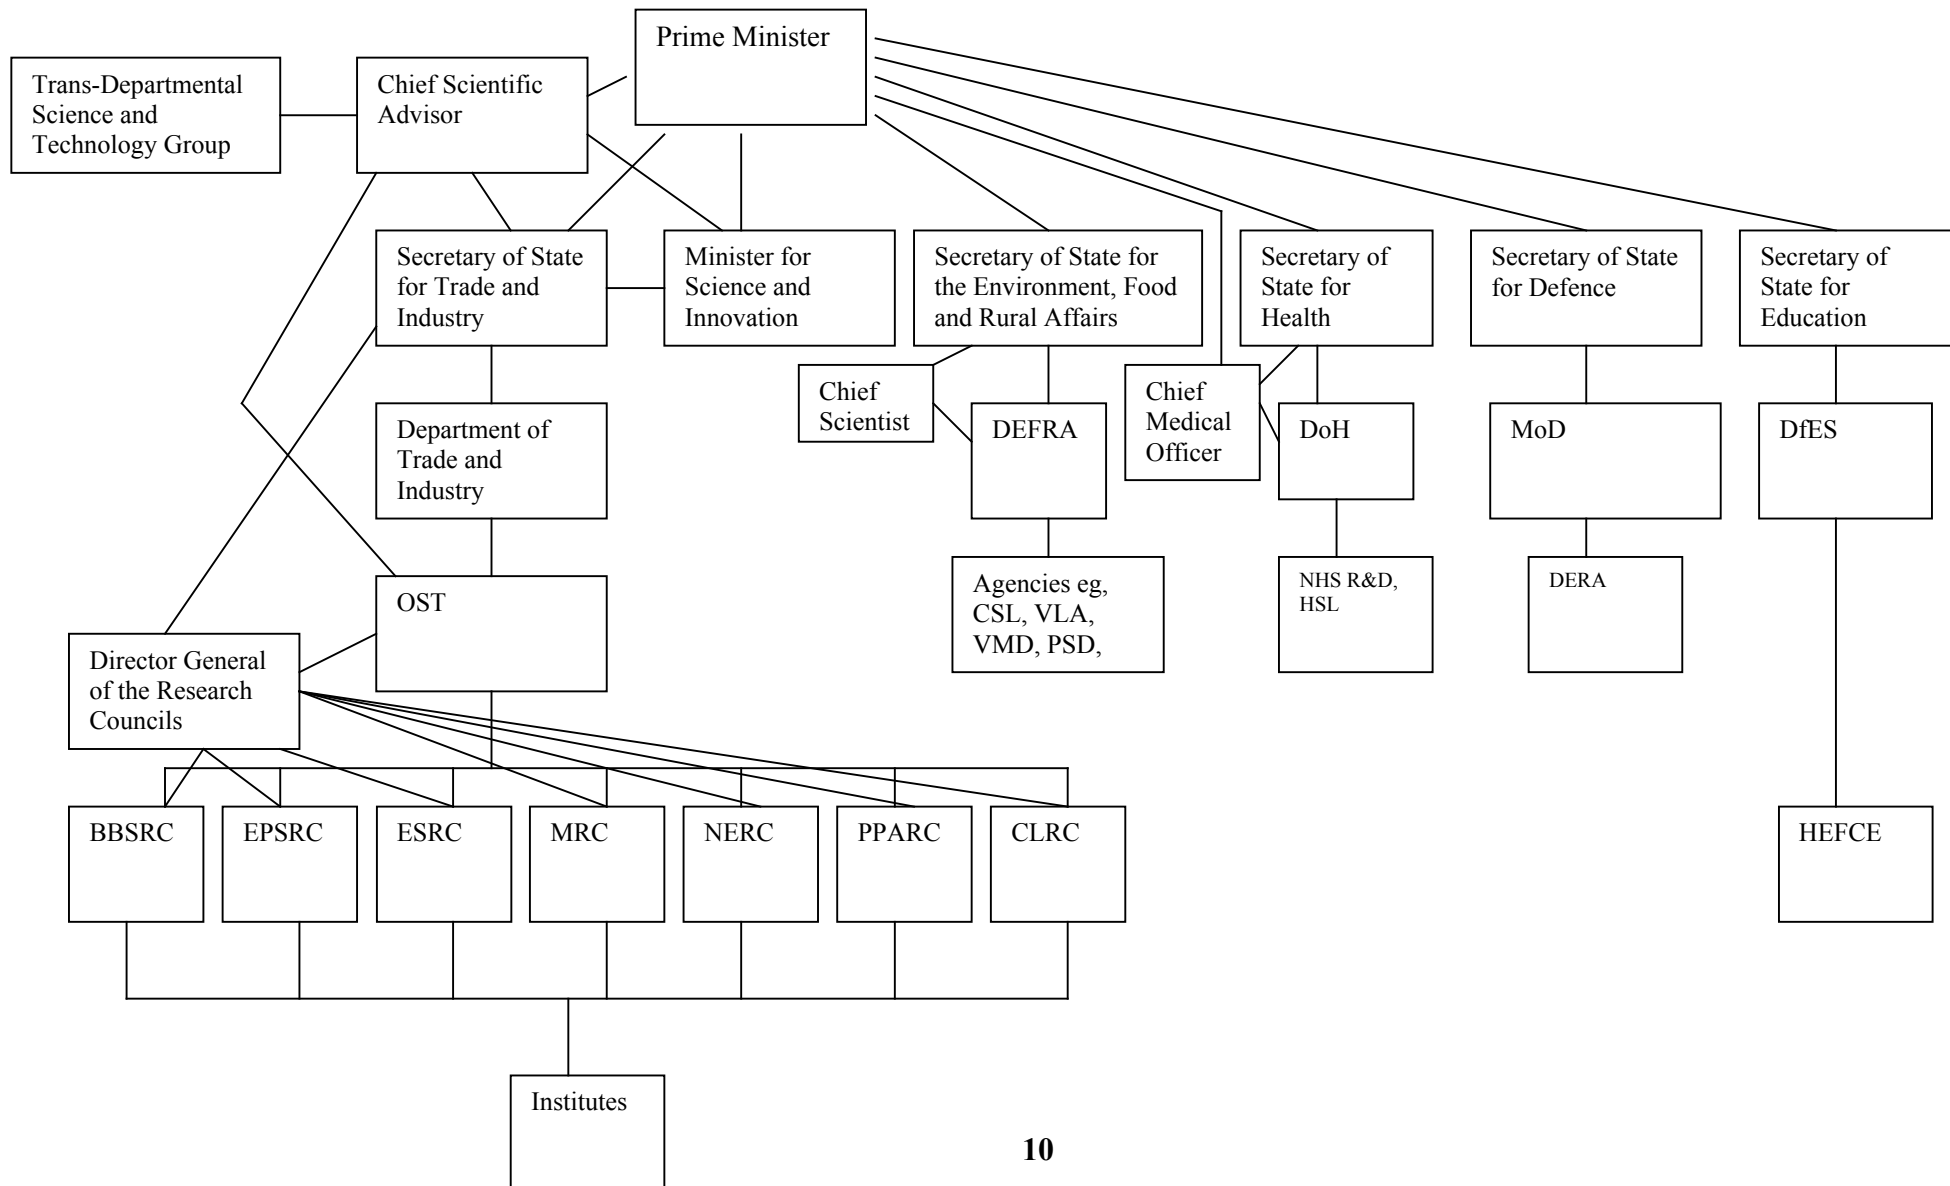 Prime Minister
Trans-Departmental
Science and
Technology Group
Chief Scientific
Advisor
Secretary of State
for Trade and
Industry
Minister for
Science and
Innovation
Secretary of State for
the Environment, Food
and Rural Affairs
Secretary of
State for
Health
Secretary of State
for Defence
Secretary of
State for
Education
Chief
Scientist
Chief
Medical
Officer
Department of
Trade and
Industry
DEFRA
DoH
MoD
DfES
OST
Agencies eg,
CSL, VLA,
VMD, PSD,
NHS R&D,
HSL
DERA
Director General
of the Research
Councils
BBSRC
EPSRC
ESRC
MRC
NERC
PPARC
CLRC
HEFCE
Institutes
10